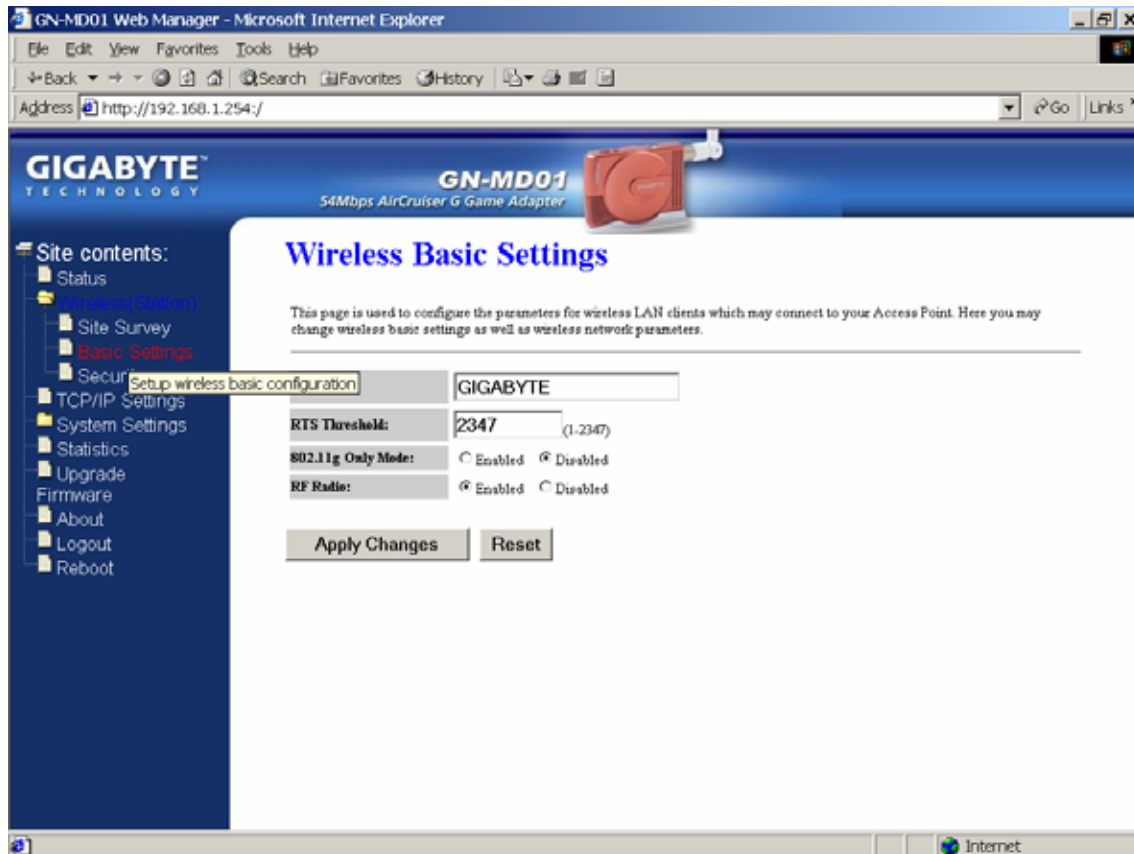 GN-MD01 Web Manager - Microsoft Internet Explorer
File Edit View Favorites Tools Help
Back Search Favorites History
Address http://192.168.1.254:/ Go Links
GIGABYTE™
TECHNOLOGY
GN-MD01
54Mbps AirCruiser G Game Adapter
Site contents:
Status
Wireless(Station)
Site Survey
Basic Settings
Securi
TCP/IP Settings
System Settings
Statistics
Upgrade
Firmware
About
Logout
Reboot
Setup wireless basic configuration
Wireless Basic Settings
This page is used to configure the parameters for wireless LAN clients which may connect to your Access Point. Here you may
change wireless basic settings as well as wireless network parameters.
GIGABYTE
RTS Threshold: 2347 (1-2347)
802.11g Only Mode: Enabled Disabled
RF Radio: Enabled Disabled
Apply Changes Reset
Internet